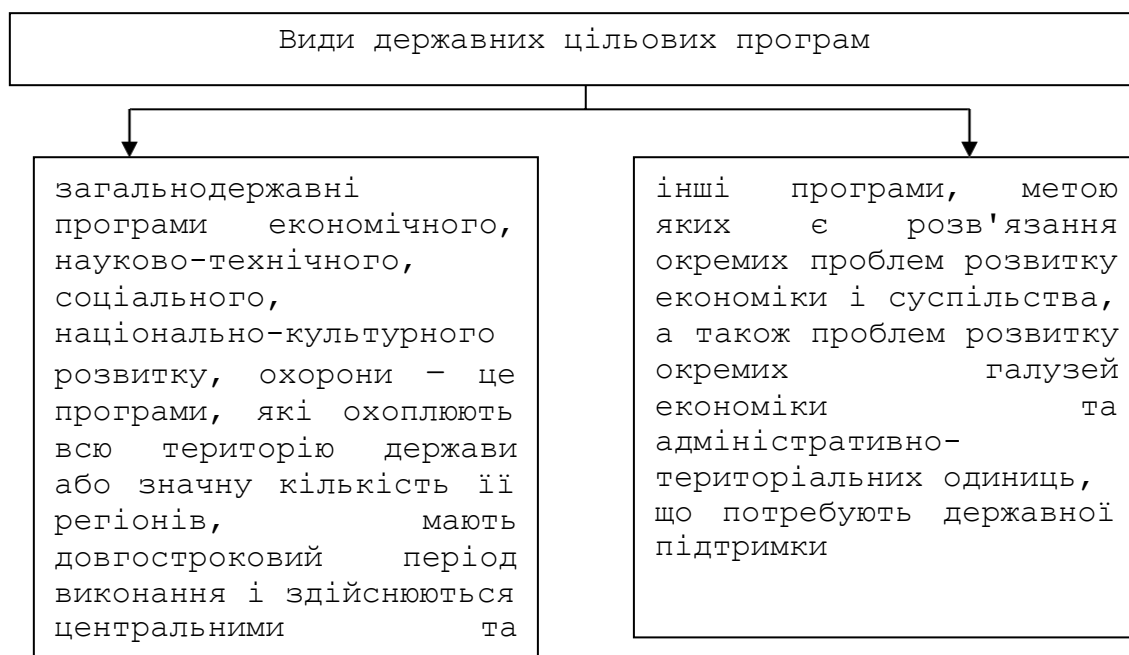 Види державних цільових програм
загальнодержавні
програми економічного,
науково-технічного,
соціального,
національно-культурного
розвитку, охорони – це
програми, які охоплюють
всю територію держави
або значну кількість її
регіонів, мають
довгостроковий період
виконання і здійснюються
центральними та
інші програми, метою
яких є розв'язання
окремих проблем розвитку
економіки і суспільства,
а також проблем розвитку
окремих галузей
економіки та
адміністративно-
територіальних одиниць,
що потребують державної
підтримки